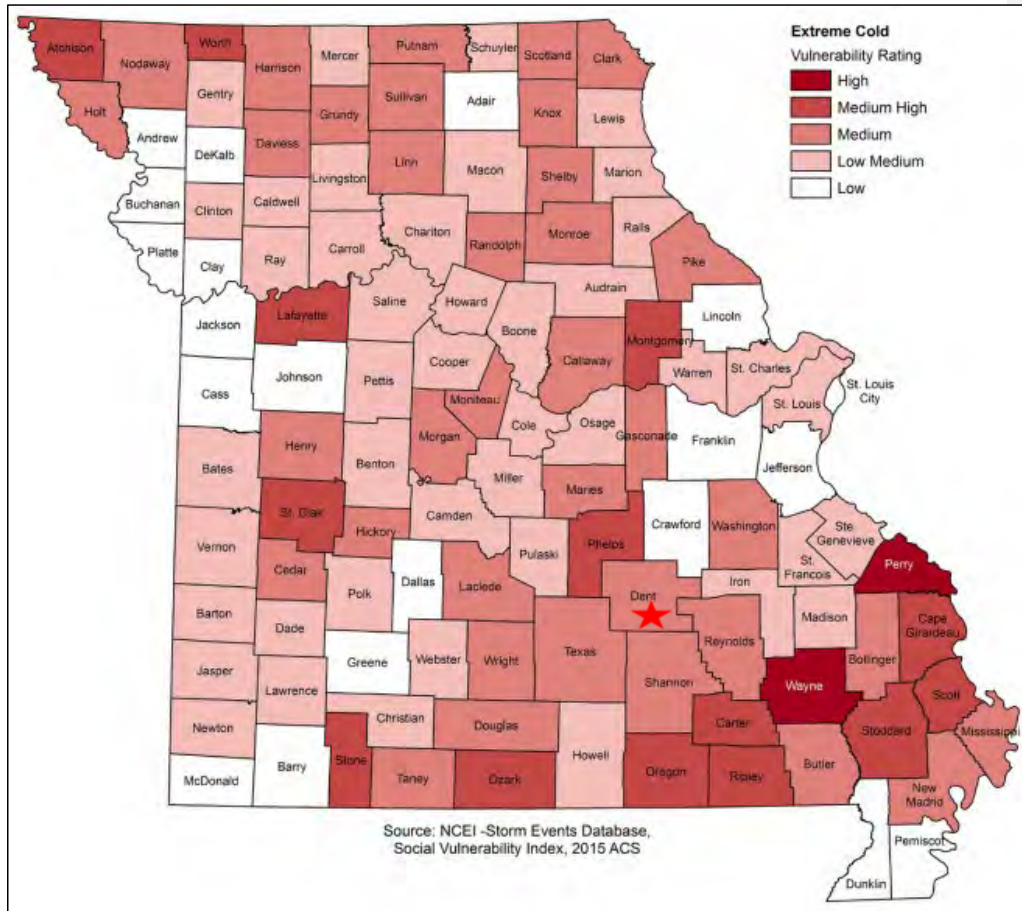 Extreme Cold
Vulnerability Rating
High
Medium High
Medium
Low Medium
Low
Atchison
Worth
Nodaway
Harrison
Mercer
Putnam
Schuyler
Scotland
Clark
Holt
Gentry
Sullivan
Adair
Knox
Lewis
Andrew
DeKalb
Daviess
Grundy
Linn
Macon
Shelby
Marion
Buchanan
Clinton
Caldwell
Livingston
Chariton
Randolph
Monroe
Ralls
Platte
Clay
Ray
Carroll
Pike
Audrain
Jackson
Lafayette
Saline
Howard
Boone
Callaway
Montgomery
Lincoln
Warren
St. Charles
St. Louis
St. Louis
City
Cass
Johnson
Pettis
Cooper
Moniteau
Cole
Osage
Gasconade
Franklin
Jefferson
Bates
Henry
Benton
Morgan
Miller
Maries
Vernon
St. Clair
Hickory
Camden
Pulaski
Phelps
Crawford
Washington
Ste.
Genevieve
St.
Francois
Perry
Cedar
Polk
Dallas
Laclede
Dent
Iron
Madison
Cape
Girardeau
Barton
Dade
Reynolds
Bollinger
Jasper
Greene
Webster
Wright
Texas
Shannon
Wayne
Lawrence
Christian
Douglas
Carter
Stoddard
Scott
Mississippi
Newton
McDonald
Barry
Stone
Taney
Ozark
Howell
Oregon
Ripley
Butler
New
Madrid
Pemiscot
Dunklin
Source: NCEI -Storm Events Database,
Social Vulnerability Index, 2015 ACS